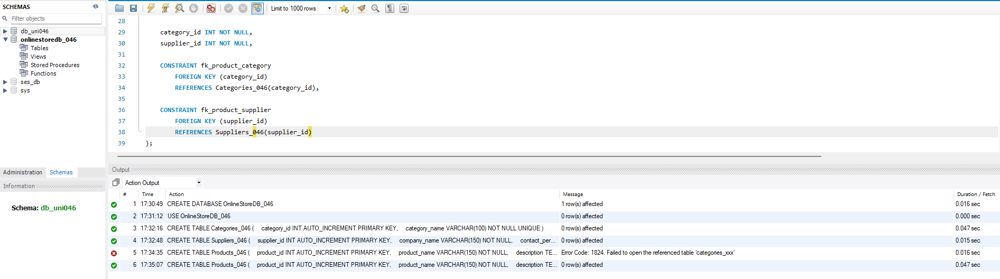 SCHEMAS
Filter objects
db_uni046
onlinestoredb_046
Tables
Views
Stored Procedures
Functions
ses_db
sys
Administration Schemas
Information
Schema: db_uni046
Limit to 1000 rows
28
29 category_id INT NOT NULL,
30 supplier_id INT NOT NULL,
31
32 CONSTRAINT fk_product_category
33 FOREIGN KEY (category_id)
34 REFERENCES Categories_046(category_id),
35
36 CONSTRAINT fk_product_supplier
37 FOREIGN KEY (supplier_id)
38 REFERENCES Suppliers_046(supplier_id)
39 );
Output
Action Output
# Time Action Message Duration / Fetch
1 17:30:49 CREATE DATABASE OnlineStoreDB_046 1 row(s) affected 0.016 sec
2 17:31:12 USE OnlineStoreDB_046 0 row(s) affected 0.000 sec
3 17:32:16 CREATE TABLE Categories_046 ( category_id INT AUTO_INCREMENT PRIMARY KEY, category_name VARCHAR(100) NOT NULL UNIQUE ) 0 row(s) affected 0.047 sec
4 17:32:48 CREATE TABLE Suppliers_046 ( supplier_id INT AUTO_INCREMENT PRIMARY KEY, company_name VARCHAR(150) NOT NULL, contact_per... 0 row(s) affected 0.015 sec
5 17:34:35 CREATE TABLE Products_046 ( product_id INT AUTO_INCREMENT PRIMARY KEY, product_name VARCHAR(150) NOT NULL, description TE... Error Code: 1824. Failed to open the referenced table 'categories_xxx' 0.016 sec
6 17:35:07 CREATE TABLE Products_046 ( product_id INT AUTO_INCREMENT PRIMARY KEY, product_name VARCHAR(150) NOT NULL, description TE... 0 row(s) affected 0.047 sec